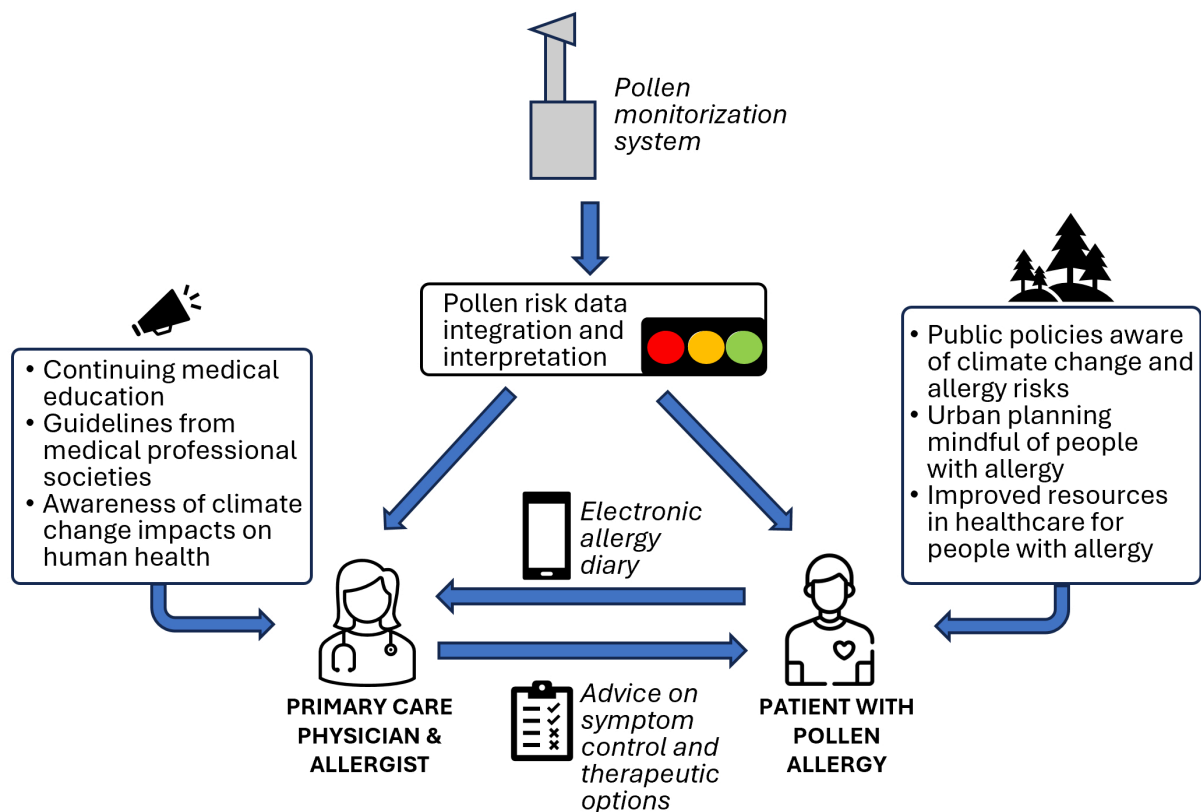 Pollen
monitorization
system
Pollen risk data
integration and
interpretation
• Continuing medical
education
• Guidelines from
medical professional
societies
• Awareness of climate
change impacts on
human health
• Public policies aware
of climate change and
allergy risks
• Urban planning
mindful of people
with allergy
• Improved resources
in healthcare for
people with allergy
Electronic
allergy
diary
PRIMARY CARE
PHYSICIAN &
ALLERGIST
Advice on
symptom
control and
therapeutic
options
PATIENT WITH
POLLEN
ALLERGY